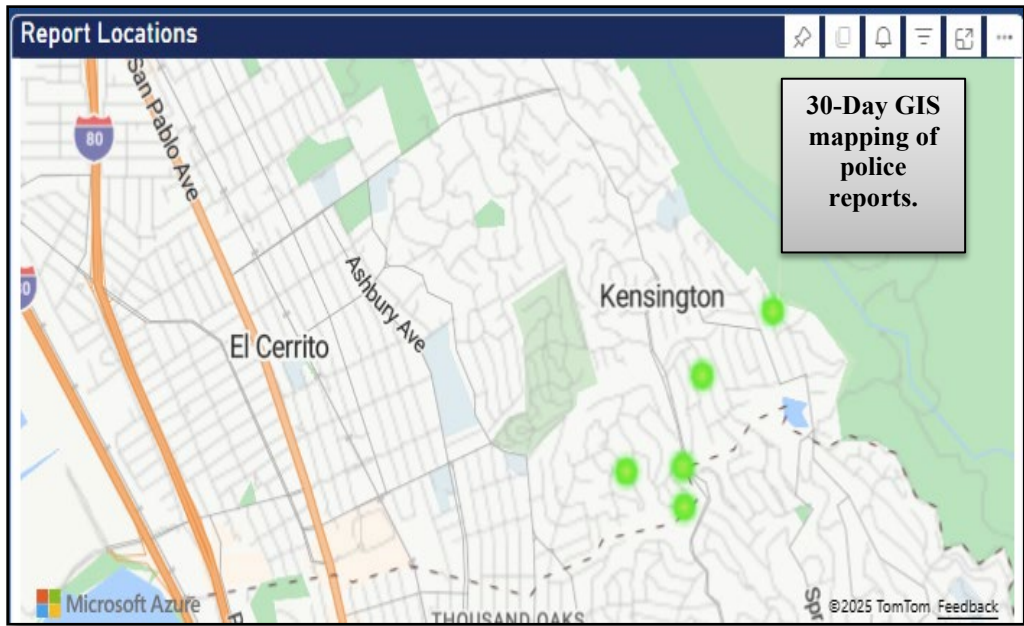 Report Locations
30-Day GIS
mapping of
police
reports.
80
San Pablo Ave
Ashbury Ave
Kensington
El Cerrito
Microsoft Azure
THOUSAND OAKS
©2025 TomTom Feedback